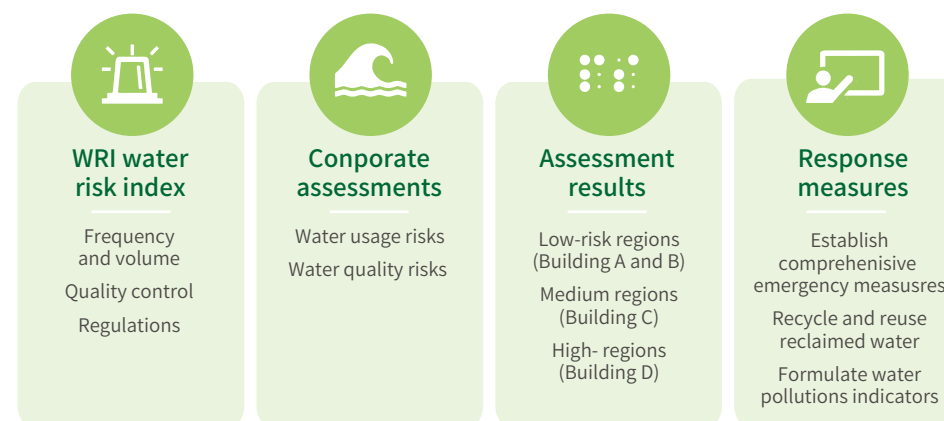 WRI water
risk index
Frequency
and volume
Quality control
Regulations
Conporate
assessments
Water usage risks
Water quality risks
Assessment
results
Low-risk regions
(Building A and B)
Medium regions
(Building C)
High- regions
(Building D)
Response
measures
Establish
comprehenisive
emergency measusres
Recycle and reuse
reclaimed water
Formulate water
pollutions indicators